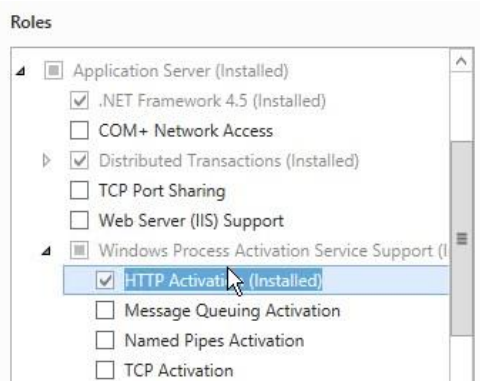 Roles
Application Server (Installed)
.NET Framework 4.5 (Installed)
COM+ Network Access
Distributed Transactions (Installed)
TCP Port Sharing
Web Server (IIS) Support
Windows Process Activation Service Support (I
HTTP Activation (Installed)
Message Queuing Activation
Named Pipes Activation
TCP Activation